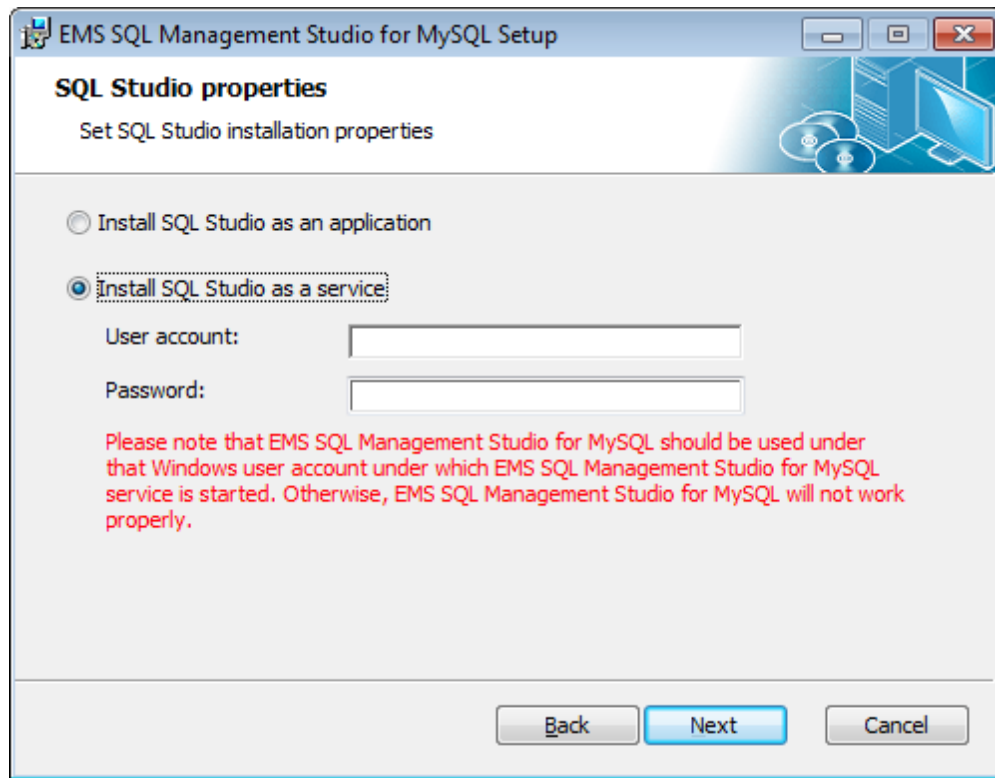 EMS SQL Management Studio for MySQL Setup
SQL Studio properties
Set SQL Studio installation properties
Install SQL Studio as an application
Install SQL Studio as a service
User account:
Password:
Please note that EMS SQL Management Studio for MySQL should be used under
that Windows user account under which EMS SQL Management Studio for MySQL
service is started. Otherwise, EMS SQL Management Studio for MySQL will not work
properly.
Back Next Cancel